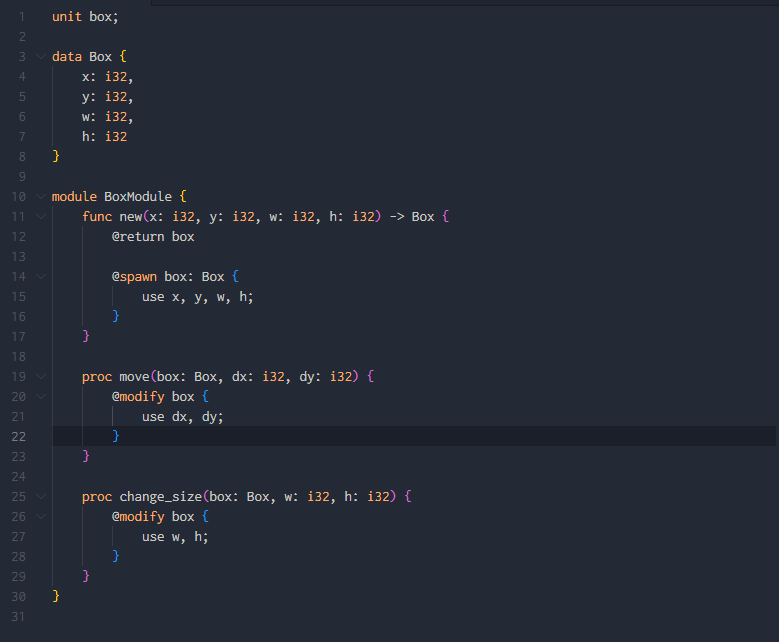 1 unit box;
2
3 data Box {
4     x: i32,
5     y: i32,
6     w: i32,
7     h: i32
8 }
9
10 module BoxModule {
11     func new(x: i32, y: i32, w: i32, h: i32) -> Box {
12         @return box
13
14         @spawn box: Box {
15             use x, y, w, h;
16         }
17     }
18
19     proc move(box: Box, dx: i32, dy: i32) {
20         @modify box {
21             use dx, dy;
22         }
23     }
24
25     proc change_size(box: Box, w: i32, h: i32) {
26         @modify box {
27             use w, h;
28         }
29     }
30 }
31